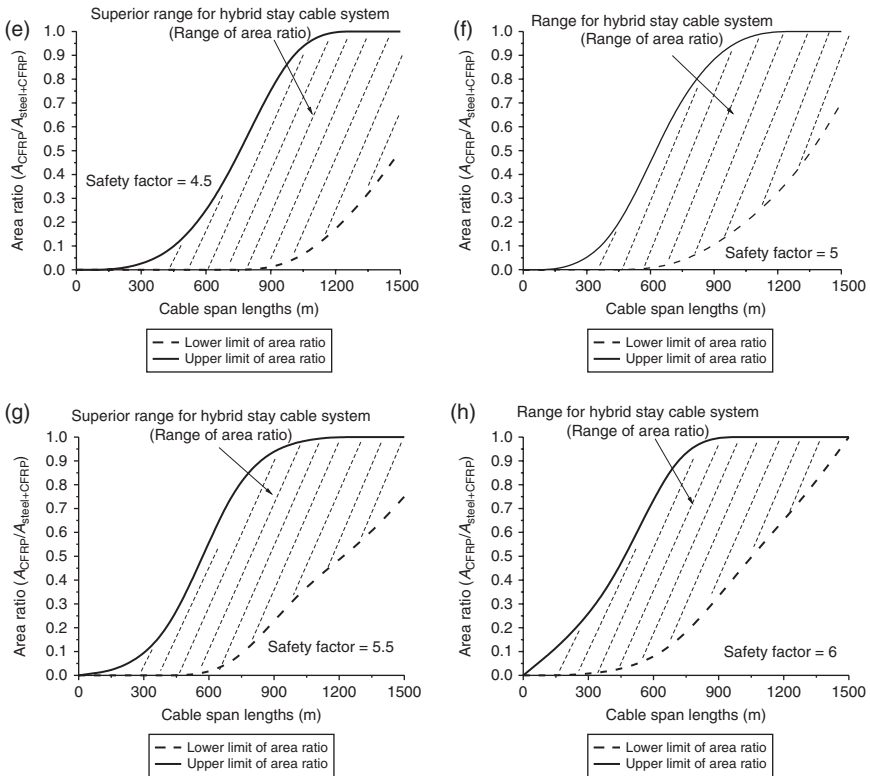 (e)
Superior range for hybrid stay cable system
(Range of area ratio)
Area ratio (A_CFRP/A_steel+CFRP)
1.0
0.9
0.8
0.7
0.6
0.5
0.4
0.3
0.2
0.1
0.0
Safety factor = 4.5
0 300 600 900 1200 1500
Cable span lengths (m)
Lower limit of area ratio
Upper limit of area ratio
(f)
Range for hybrid stay cable system
(Range of area ratio)
Area ratio (A_CFRP/A_steel+CFRP)
1.0
0.9
0.8
0.7
0.6
0.5
0.4
0.3
0.2
0.1
0.0
Safety factor = 5
0 300 600 900 1200 1500
Cable span lengths (m)
Lower limit of area ratio
Upper limit of area ratio
(g)
Superior range for hybrid stay cable system
(Range of area ratio)
Area ratio (A_CFRP/A_steel+CFRP)
1.0
0.9
0.8
0.7
0.6
0.5
0.4
0.3
0.2
0.1
0.0
Safety factor = 5.5
0 300 600 900 1200 1500
Cable span lengths (m)
Lower limit of area ratio
Upper limit of area ratio
(h)
Range for hybrid stay cable system
(Range of area ratio)
Area ratio (A_CFRP/A_steel+CFRP)
1.0
0.9
0.8
0.7
0.6
0.5
0.4
0.3
0.2
0.1
0.0
Safety factor = 6
0 300 600 900 1200 1500
Cable span lengths (m)
Lower limit of area ratio
Upper limit of area ratio